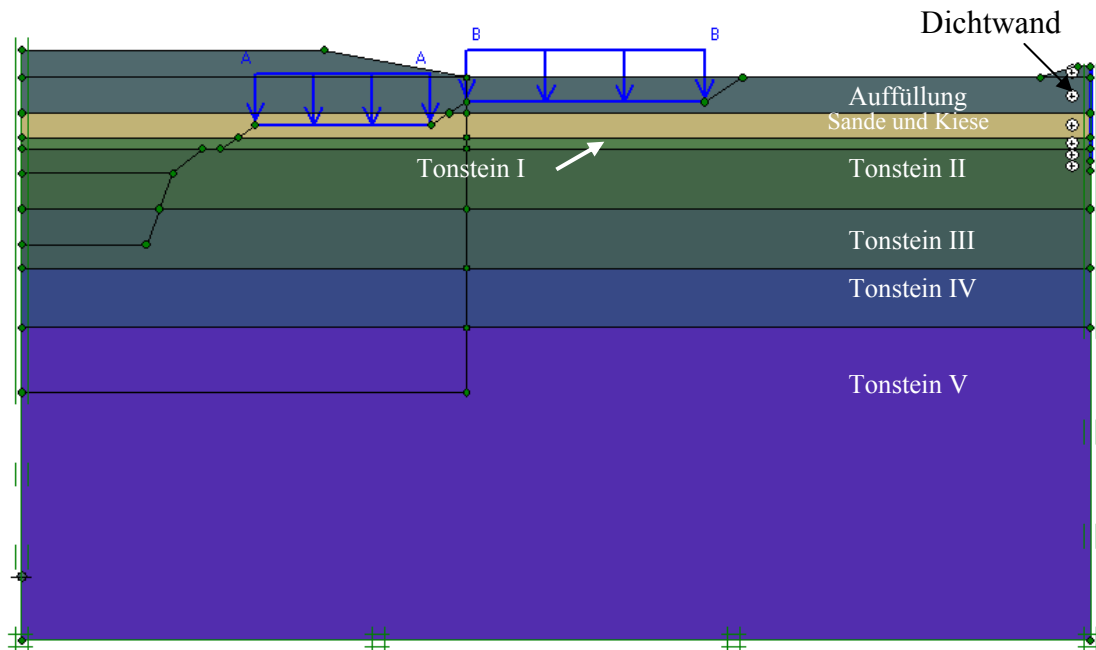 Dichtwand
B
B
A
A
Auffüllung
Sande und Kiese
Tonstein I
Tonstein II
Tonstein III
Tonstein IV
Tonstein V